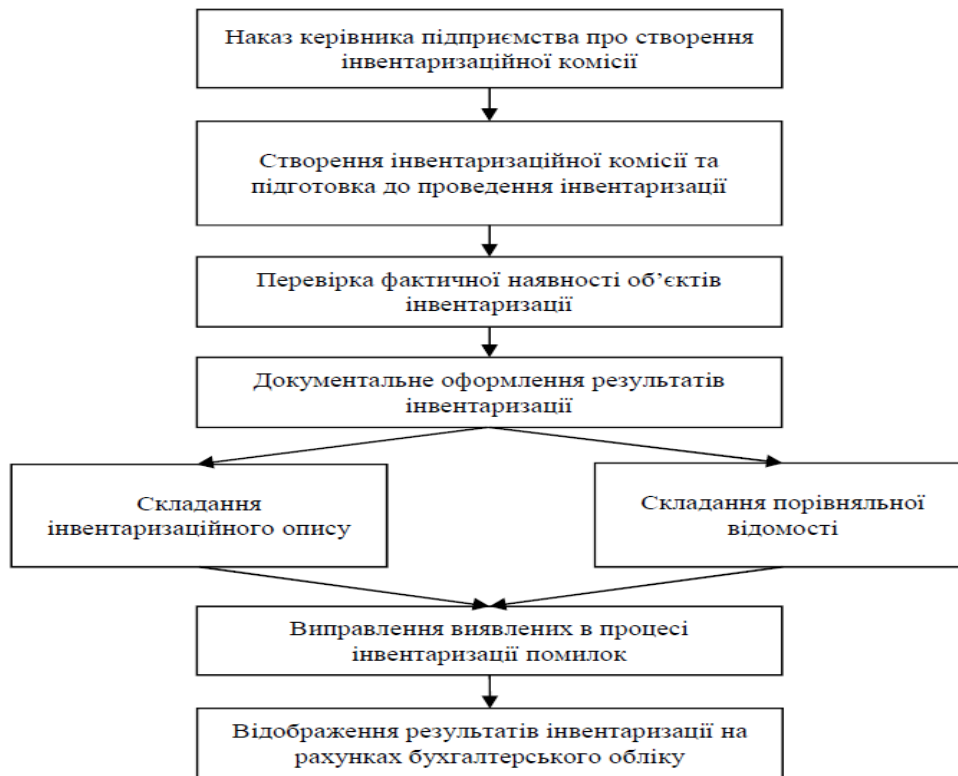 Наказ керівника підприємства про створення
інвентаризаційної комісії
Створення інвентаризаційної комісії та
підготовка до проведення інвентаризації
Перевірка фактичної наявності об’єктів
інвентаризації
Документальне оформлення результатів
інвентаризації
Складання
інвентаризаційного опису
Складання порівняльної
відомості
Виправлення виявлених в процесі
інвентаризації помилок
Відображення результатів інвентаризації на
рахунках бухгалтерського обліку